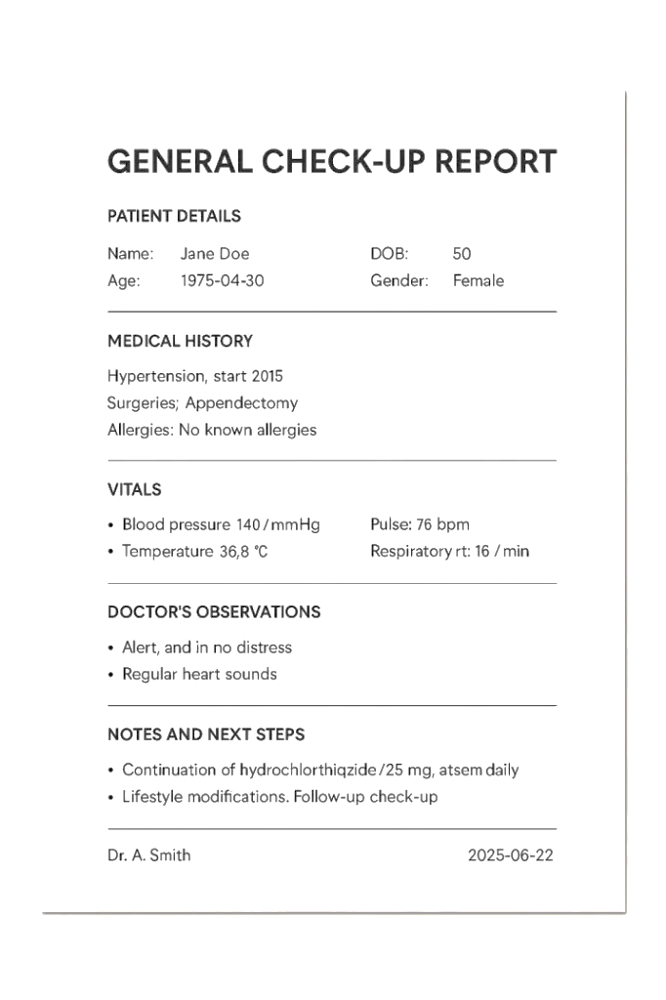 GENERAL CHECK-UP REPORT
PATIENT DETAILS
Name: Jane Doe DOB: 50
Age: 1975-04-30 Gender: Female
MEDICAL HISTORY
Hypertension, start 2015
Surgeries; Appendectomy
Allergies: No known allergies
VITALS
• Blood pressure 140/mmHg Pulse: 76 bpm
• Temperature 36,8 °C Respiratory rt: 16 / min
DOCTOR'S OBSERVATIONS
• Alert, and in no distress
• Regular heart sounds
NOTES AND NEXT STEPS
• Continuation of hydrochlorthiqzide/25 mg, atsem daily
• Lifestyle modifications. Follow-up check-up
Dr. A. Smith 2025-06-22